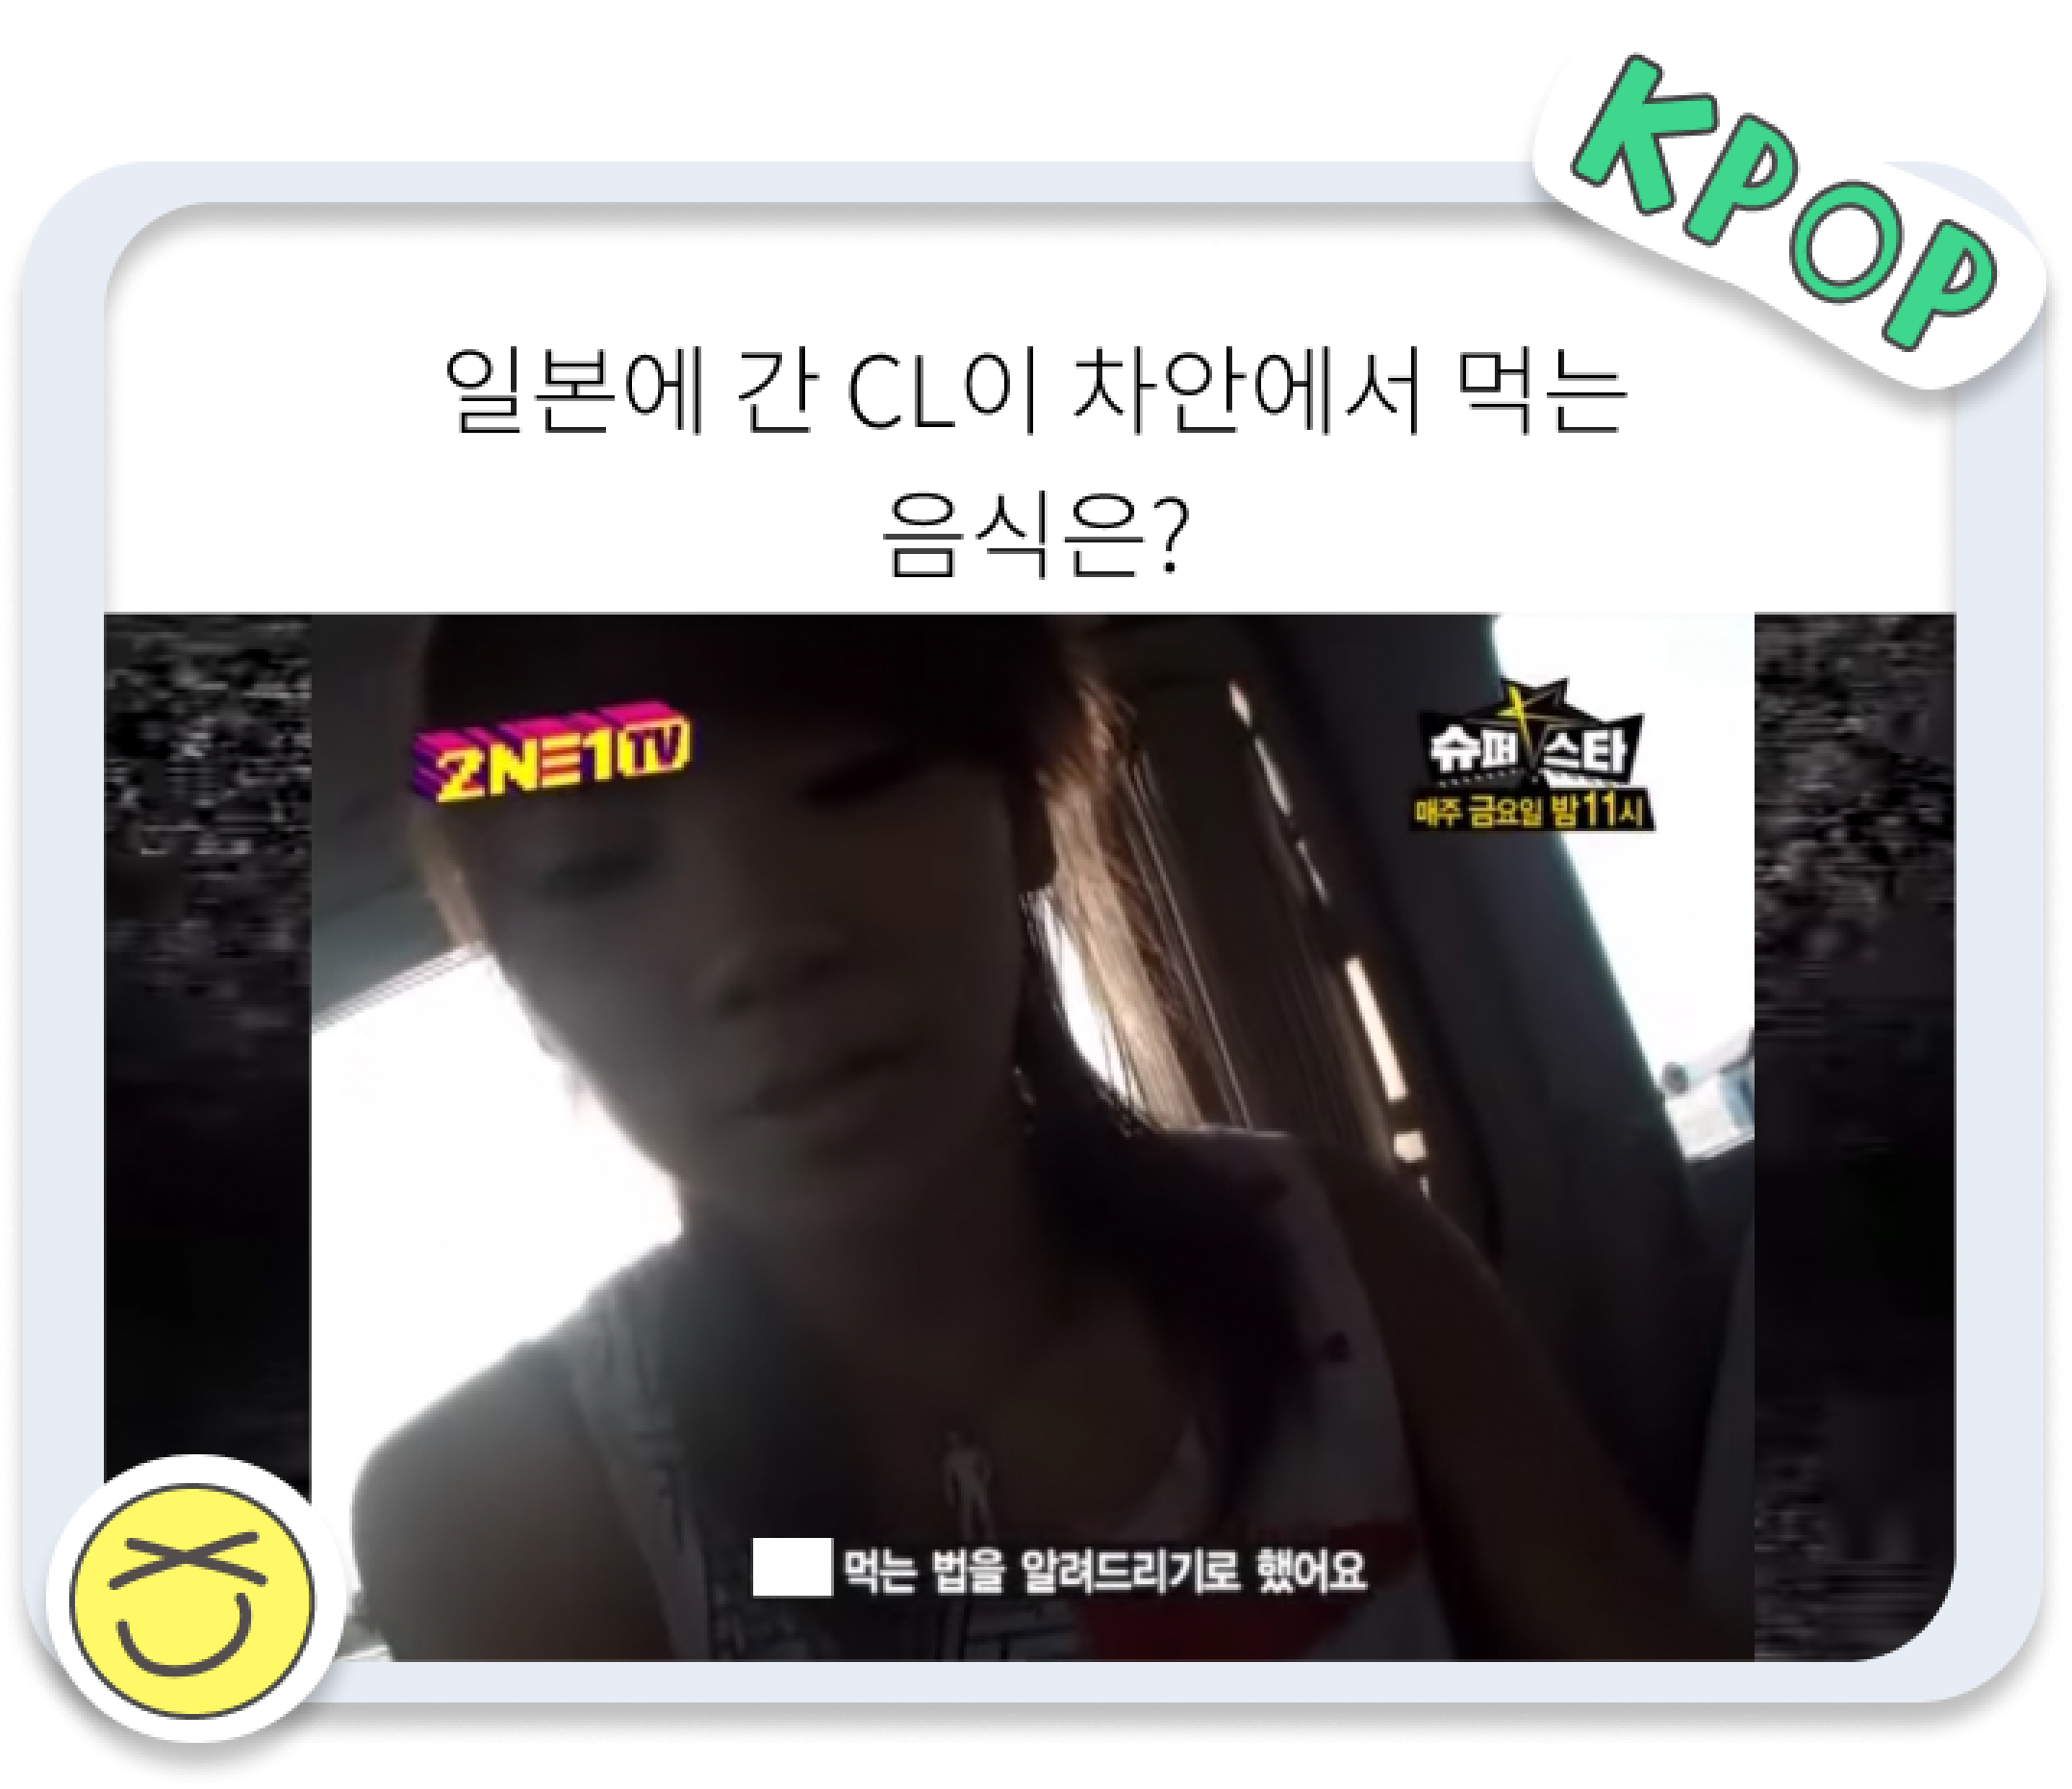 KPOP
일본에 간 CL이 차안에서 먹는
음식은?
2NE1TV
슈퍼스타
매주 금요일 밤11시
먹는 법을 알려드리기로 했어요